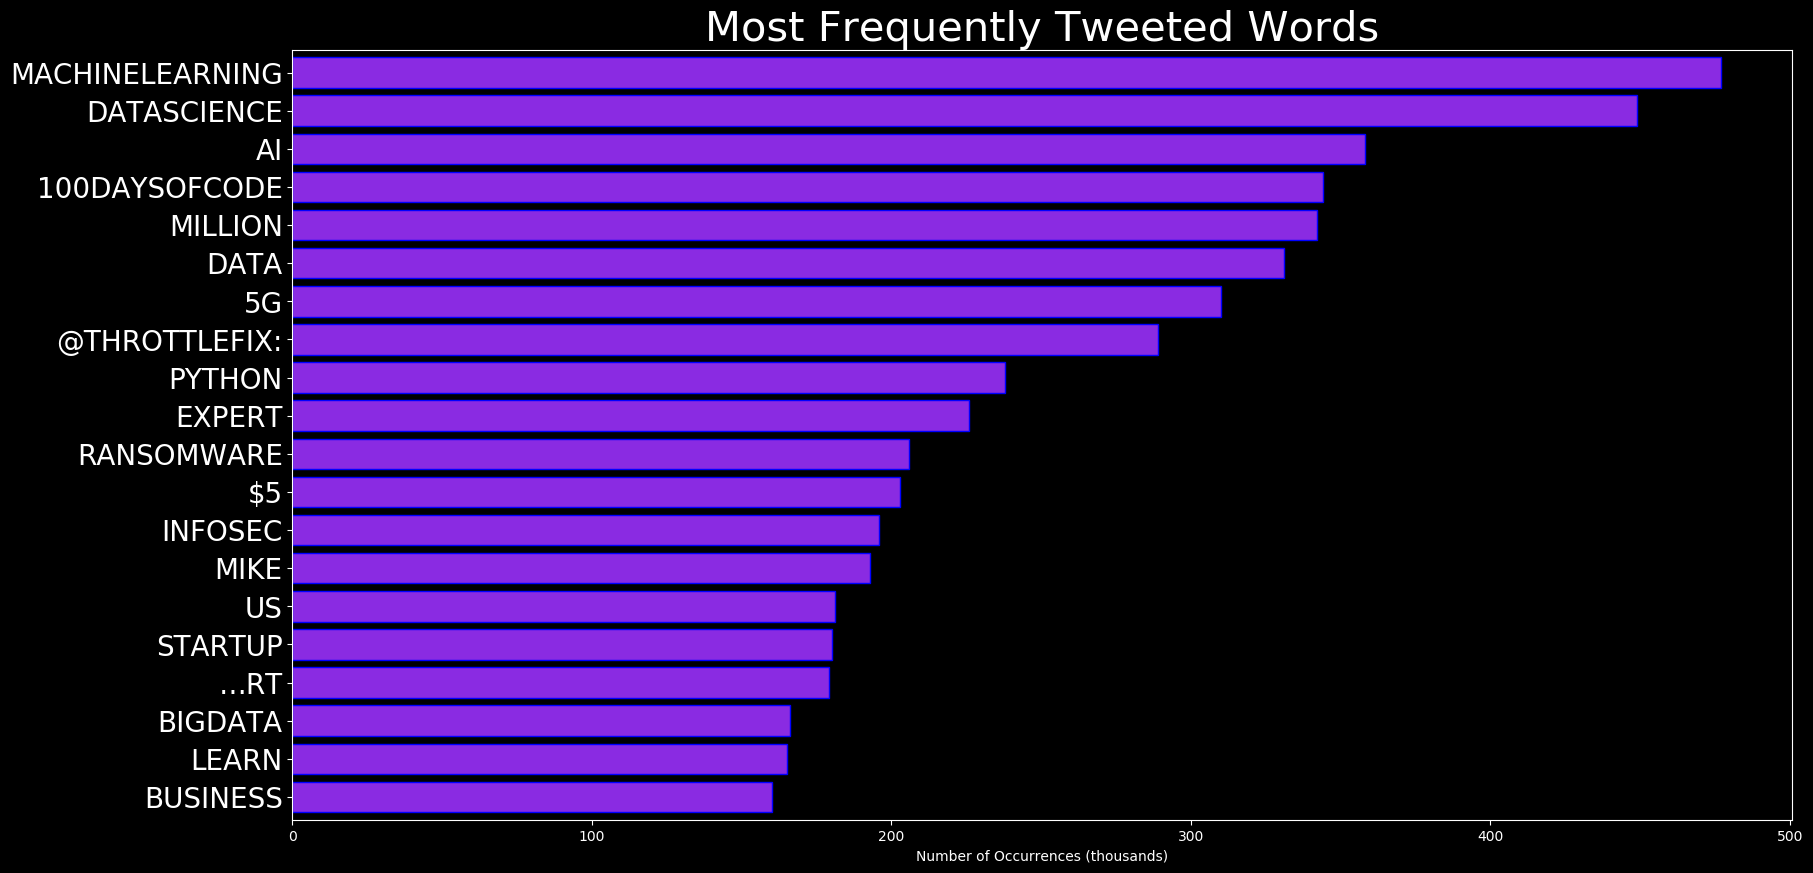 Most Frequently Tweeted Words
MACHINELEARNING
DATASCIENCE
AI
100DAYSOFCODE
MILLION
DATA
5G
@THROTTLEFIX:
PYTHON
EXPERT
RANSOMWARE
$5
INFOSEC
MIKE
US
STARTUP
…RT
BIGDATA
LEARN
BUSINESS
0 100 200 300 400 500
Number of Occurrences (thousands)